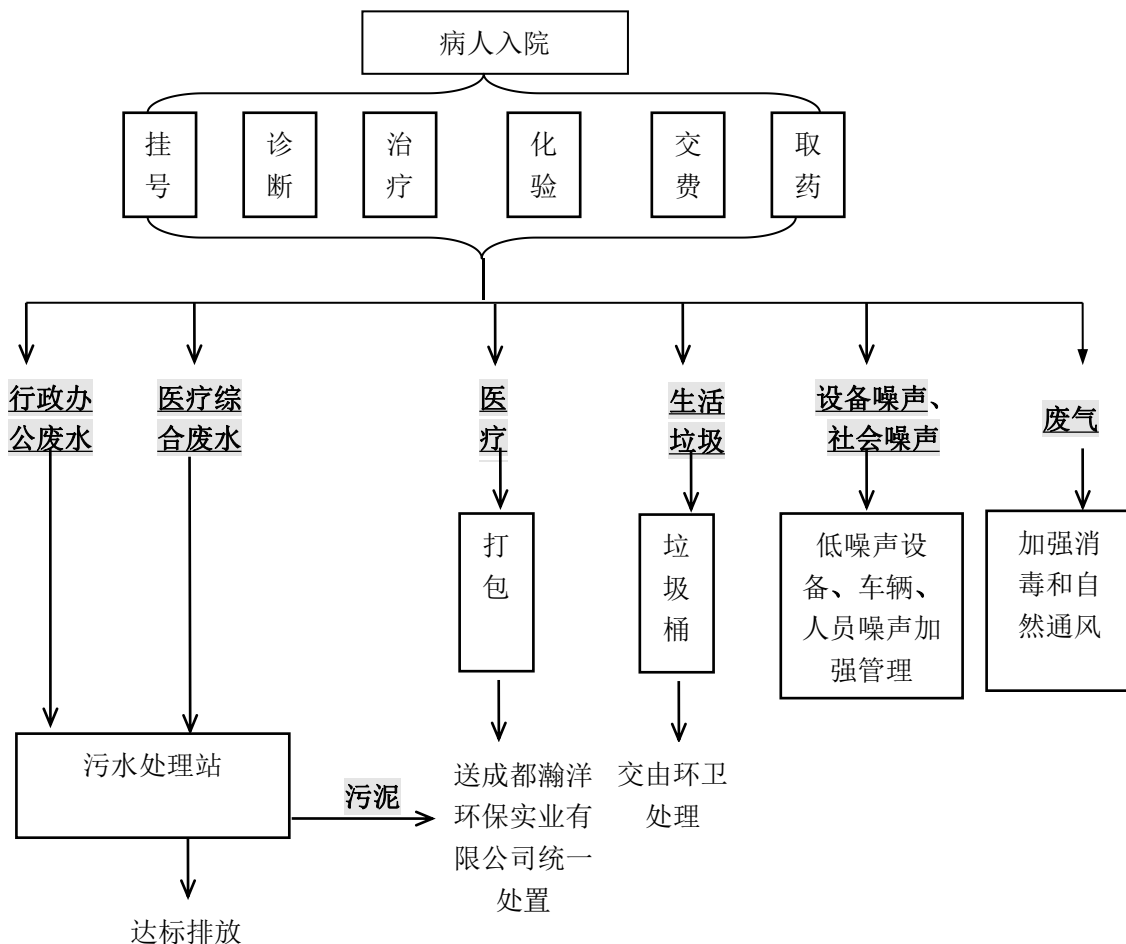 病人入院
挂
号
诊
断
治
疗
化
验
交
费
取
药
行政办
公废水
医疗综
合废水
医
疗
生活
垃圾
设备噪声、
社会噪声
废气
打
包
垃
圾
桶
低噪声设
备、车辆、
人员噪声加
强管理
加强消
毒和自
然通风
污水处理站
污泥
送成都瀚洋
环保实业有
限公司统一
处置
交由环卫
处理
达标排放